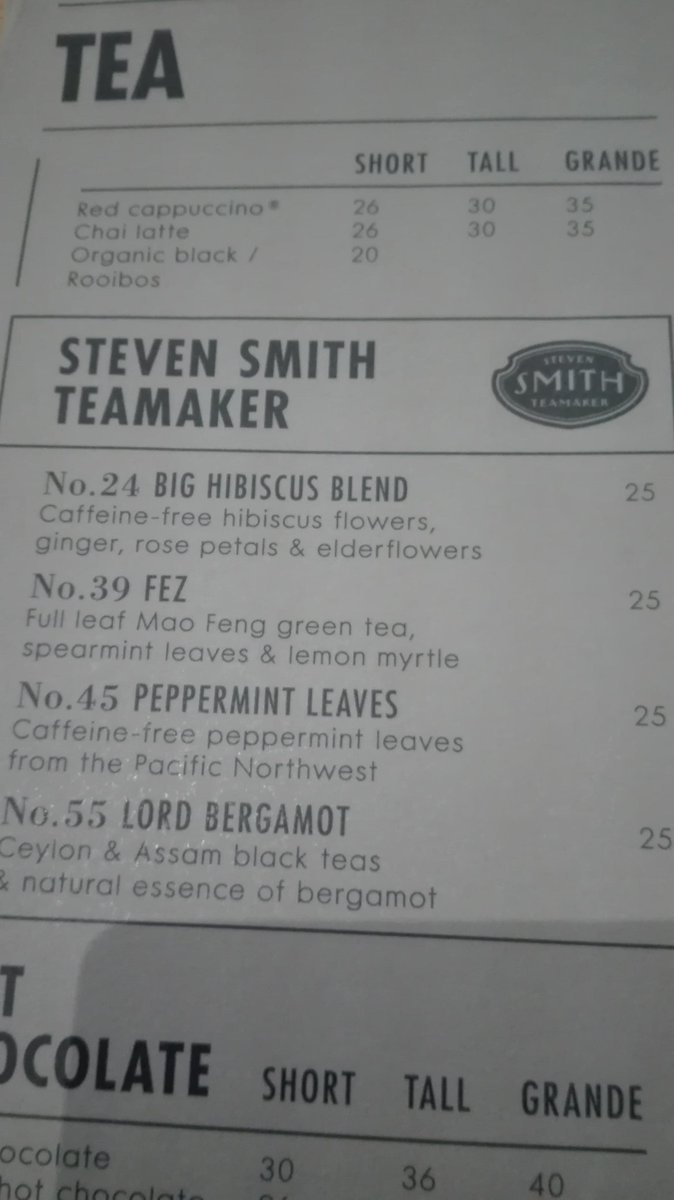 TEA
SHORT TALL GRANDE
Red cappuccino® 26 30 35
Chai latte 26 30 35
Organic black / 20
Rooibos
STEVEN SMITH
TEAMAKER
STEVEN
SMITH
TEAMAKER
No.24 BIG HIBISCUS BLEND 25
Caffeine-free hibiscus flowers,
ginger, rose petals & elderflowers
No.39 FEZ 25
Full leaf Mao Feng green tea,
spearmint leaves & lemon myrtle
No.45 PEPPERMINT LEAVES 25
Caffeine-free peppermint leaves
from the Pacific Northwest
No.55 LORD BERGAMOT 25
Ceylon & Assam black teas
& natural essence of bergamot
T
OCOLATE SHORT TALL GRANDE
ocolate 30 36 40
hot chocolate